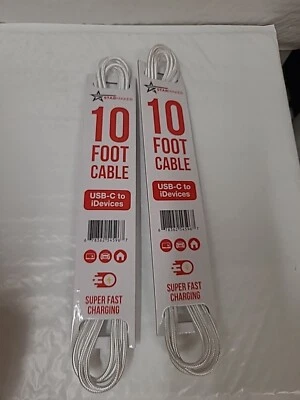 10
FOOT
CABLE
USB-C to
iDevices
SUPER FAST
CHARGING
10
FOOT
CABLE
USB-C to
iDevices
SUPER FAST
CHARGING